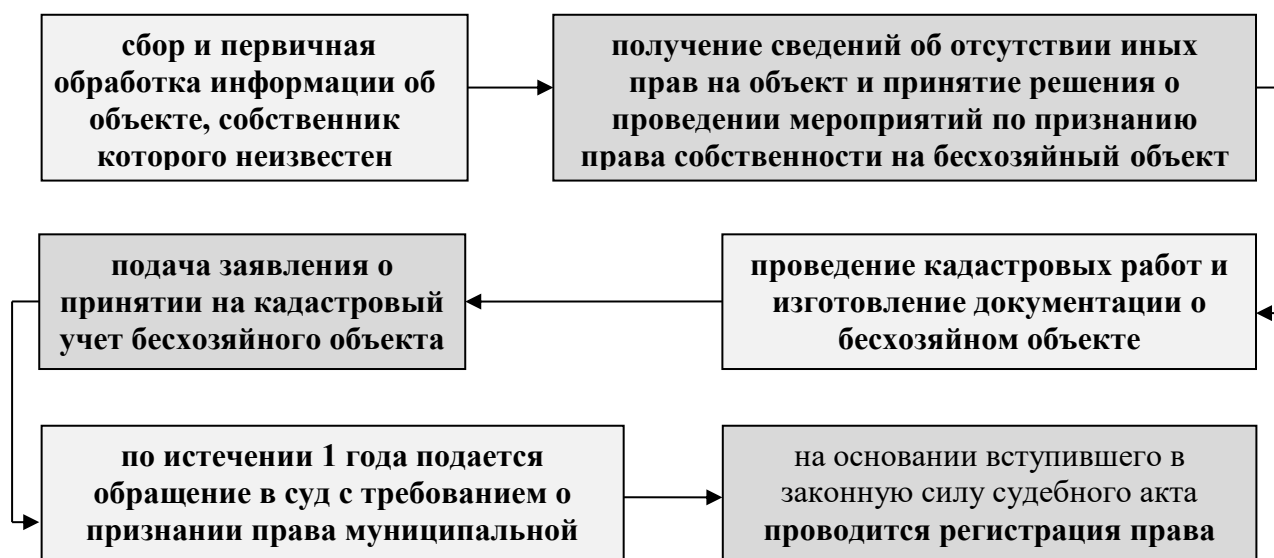 сбор и первичная
обработка информации об
объекте, собственник
которого неизвестен
получение сведений об отсутствии иных
прав на объект и принятие решения о
проведении мероприятий по признанию
права собственности на бесхозяйный объект
проведение кадастровых работ и
изготовление документации о
бесхозяйном объекте
подача заявления о
принятии на кадастровый
учет бесхозяйного объекта
по истечении 1 года подается
обращение в суд с требованием о
признании права муниципальной
на основании вступившего в
законную силу судебного акта
проводится регистрация права